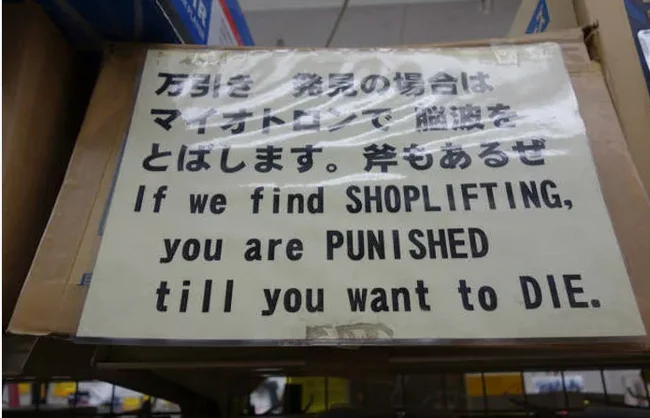 万引き 発見の場合は
マイオトロンで 脳波を
とばします。斧もあるぜ
If we find SHOPLIFTING,
you are PUNISHED
till you want to DIE.